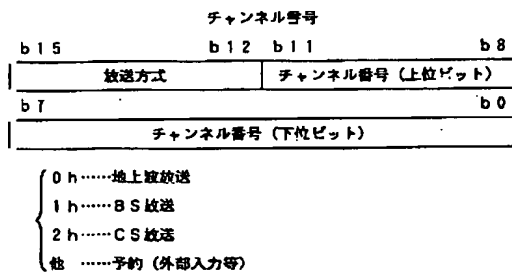 チャンネル番号
b15 b12 b11 b8
放送方式 チャンネル番号（上位ビット）
b7 b0
チャンネル番号（下位ビット）
0h……地上波放送
1h……BS放送
2h……CS放送
他 ……予約（外部入力等）